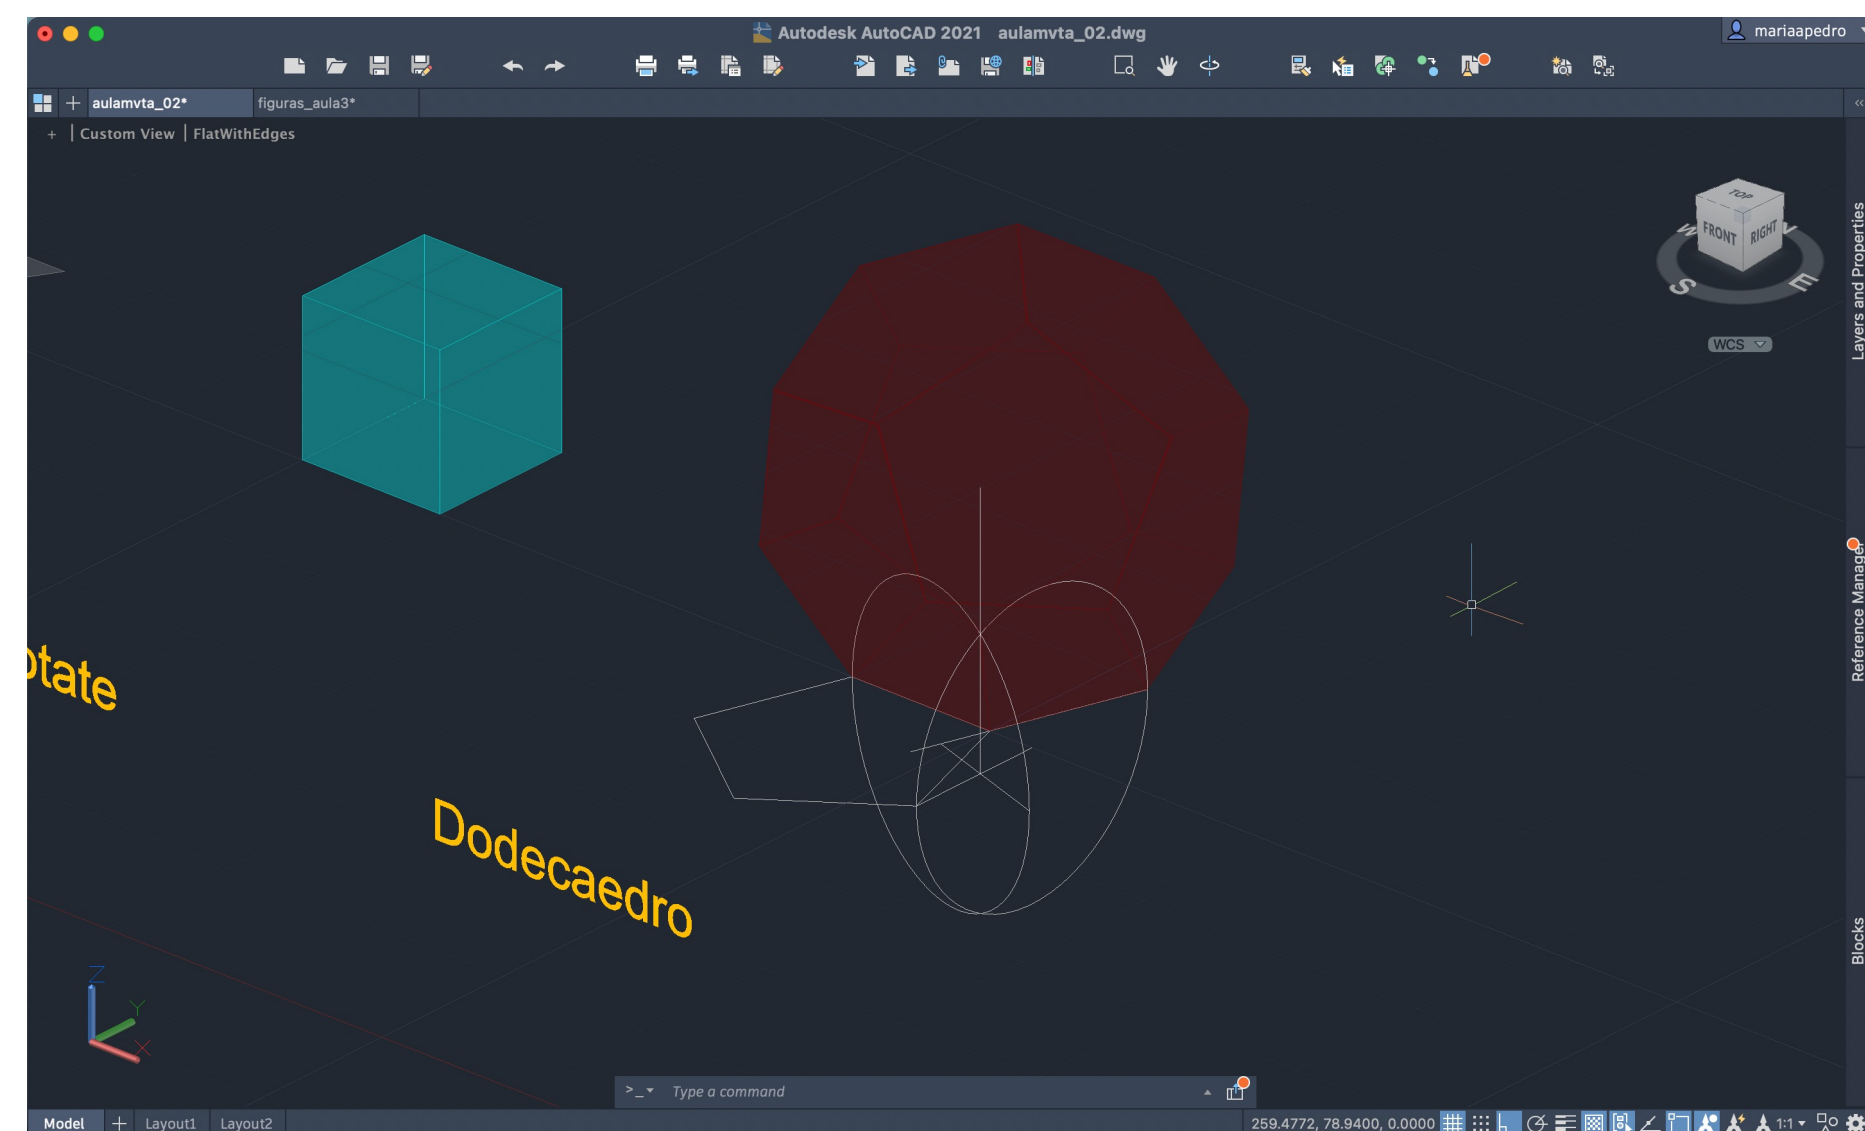 Autodesk AutoCAD 2021 aulamvta_02.dwg
mariaapedro
aulamvta_02*
figuras_aula3*
+ | Custom View | FlatWithEdges
TOP
FRONT
RIGHT
W
S
E
WCS
Layers and Properties
Reference Manager
Blocks
otate
Dodecaedro
Z
Y
X
>_ Type a command
Model
Layout1
Layout2
259.4772, 78.9400, 0.0000
1:1